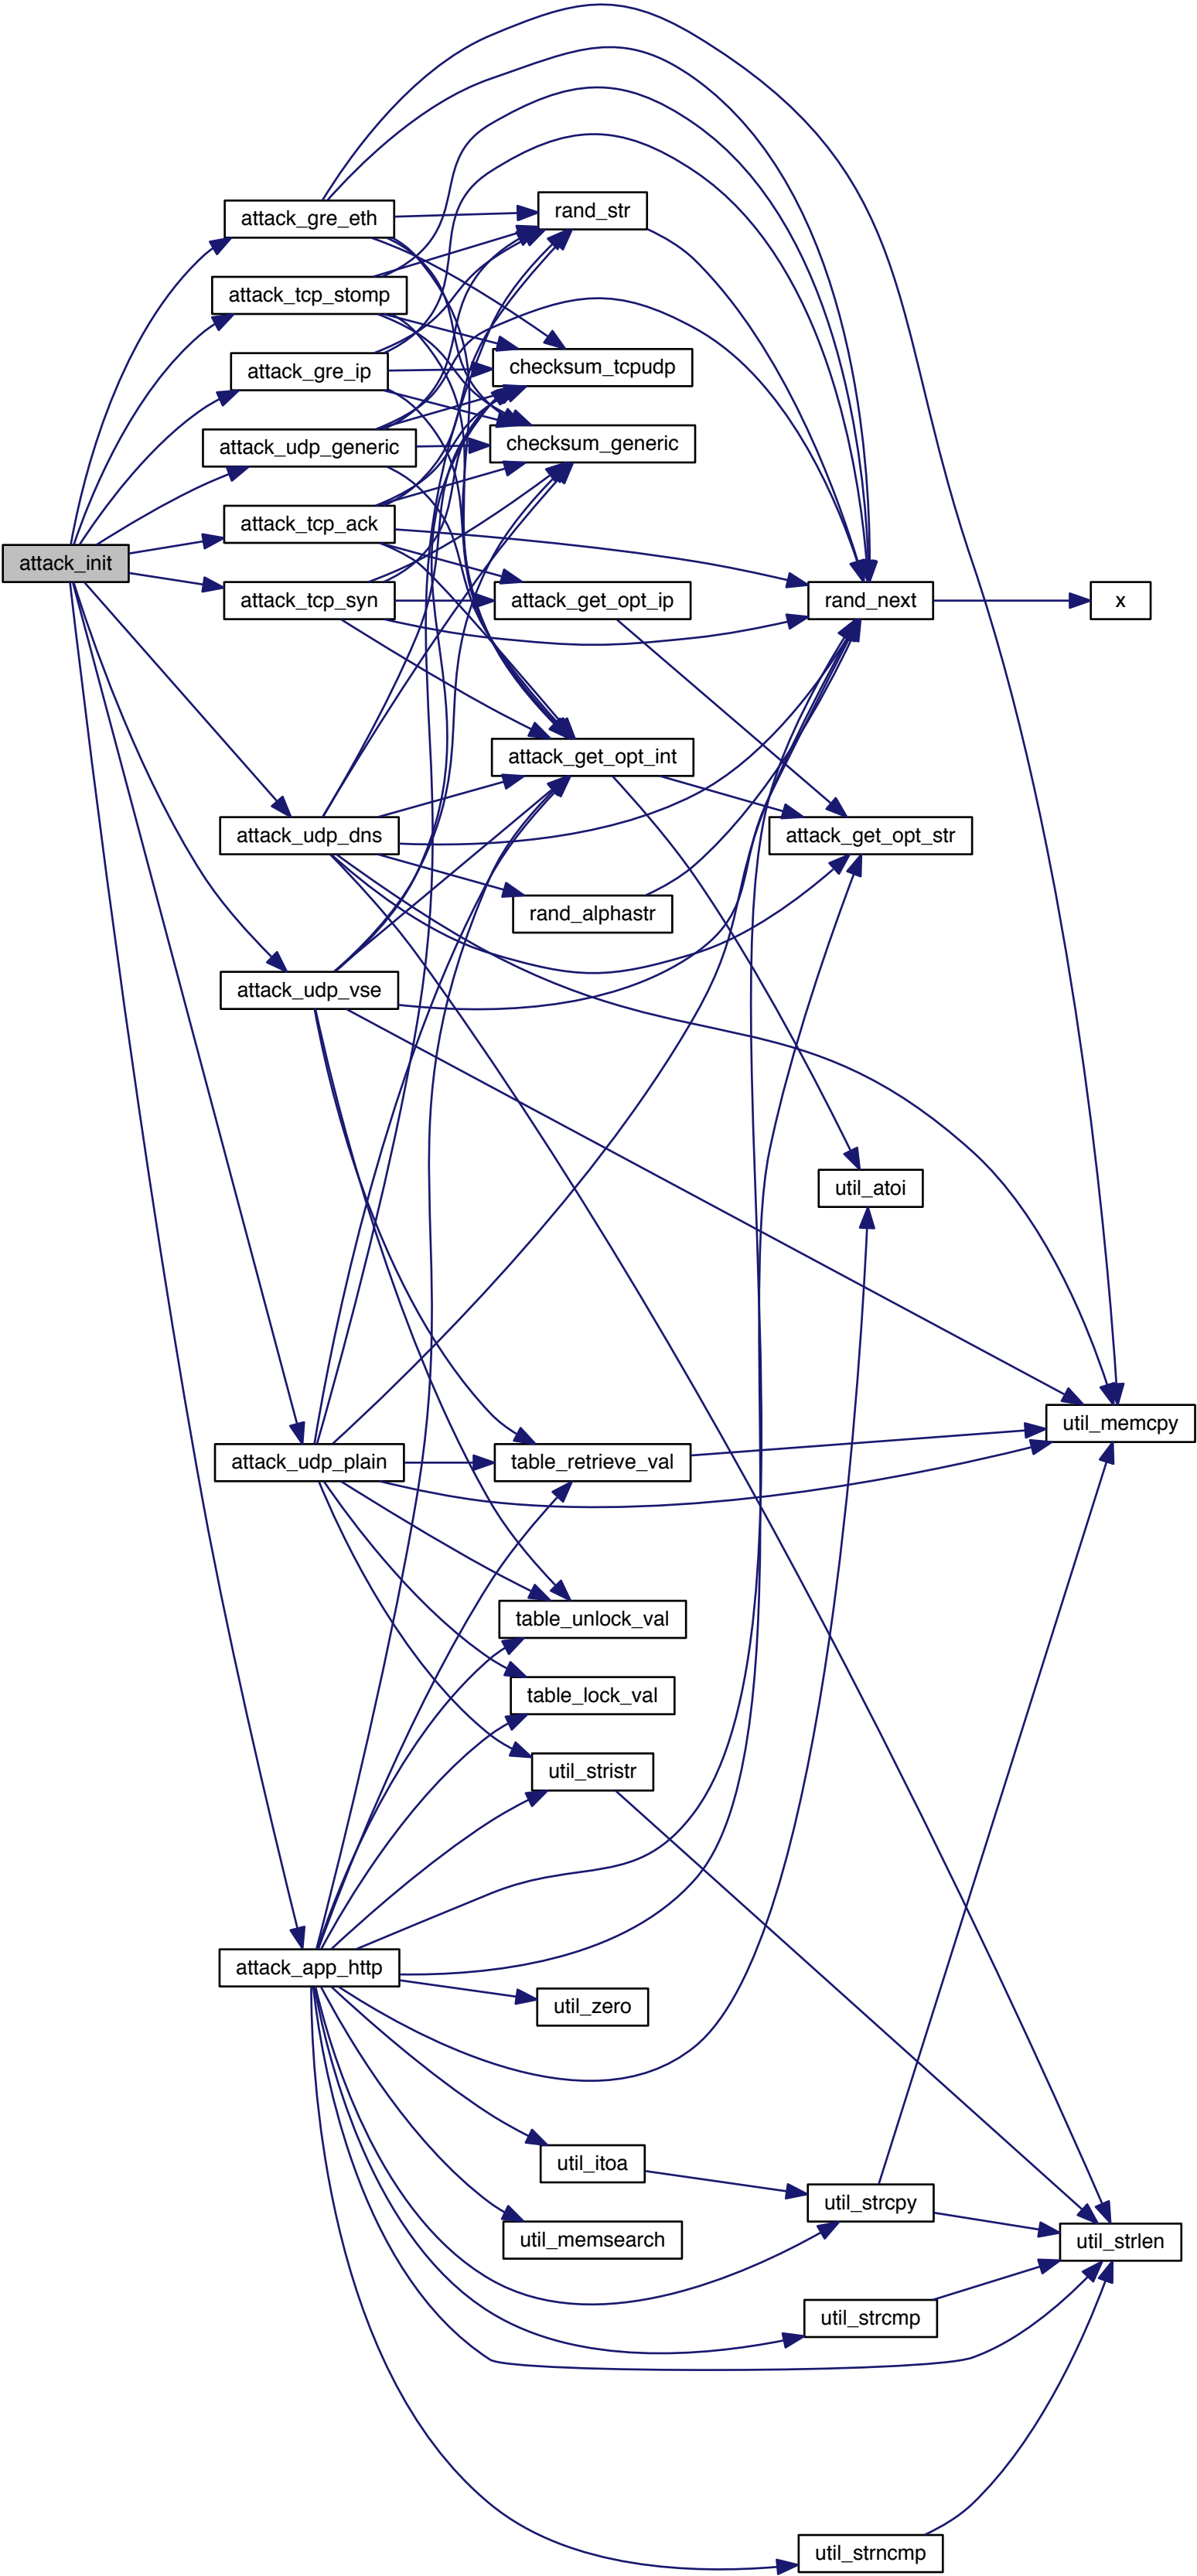 attack_gre_eth
rand_str
attack_tcp_stomp
attack_gre_ip
checksum_tcpudp
attack_udp_generic
checksum_generic
attack_tcp_ack
attack_init
attack_tcp_syn
attack_get_opt_ip
rand_next
x
attack_get_opt_int
attack_udp_dns
attack_get_opt_str
rand_alphastr
attack_udp_vse
util_atoi
util_memcpy
attack_udp_plain
table_retrieve_val
table_unlock_val
table_lock_val
util_stristr
attack_app_http
util_zero
util_itoa
util_strcpy
util_memsearch
util_strlen
util_strcmp
util_strncmp